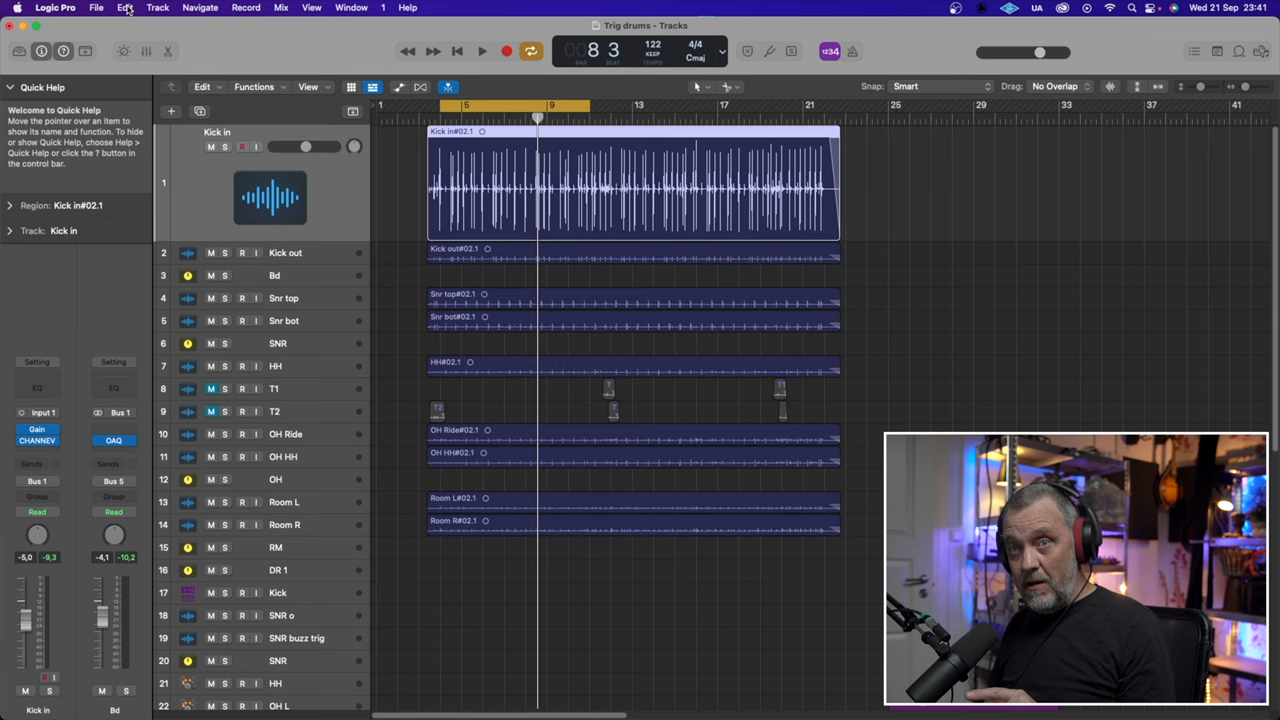 Logic Pro File Edit Track Navigate Record Mix View Window 1 Help UA Wed 21 Sep 23:41
Trig drums - Tracks
008 3 122 4/4
BAR BEAT KEEP TEMPO Cmaj
1234
Quick Help
Edit Functions View Snap: Smart Drag: No Overlap
1 5 9 13 17 21 25 29 33 37 41
Welcome to Quick Help
Move the pointer over an item to
show its name and function. To hide
or show Quick Help, choose Help >
Quick Help or click the ? button in
the control bar.
Region: Kick in#02.1
Track: Kick in
Kick in
M S R I
Kick in#02.1
1
2 M S R I Kick out Kick out#02.1
3 M S Bd
4 M S R I Snr top Snr top#02.1
5 M S R I Snr bot Snr bot#02.1
6 M S SNR
7 M S R I HH HH#02.1
8 M S R I T1 T T1
9 M S R I T2 T2 T
10 M S R I OH Ride OH Ride#02.1
11 M S R I OH HH OH HH#02.1
12 M S OH
13 M S R I Room L Room L#02.1
14 M S R I Room R Room R#02.1
15 M S RM
16 M S DR 1
17 M S R I Kick
18 M S R I SNR o
19 M S R I SNR buzz trig
20 M S SNR
21 M S R I HH
22 M S R I OH L
Setting Setting
EQ EQ
Input 1 Bus 1
Gain
CHANNEV OAQ
Sends Sends
Bus 1 Bus 5
Group Group
Read Read
-5,0 -9,3 -4,1 -10,2
R I
M S M S
Kick in Bd